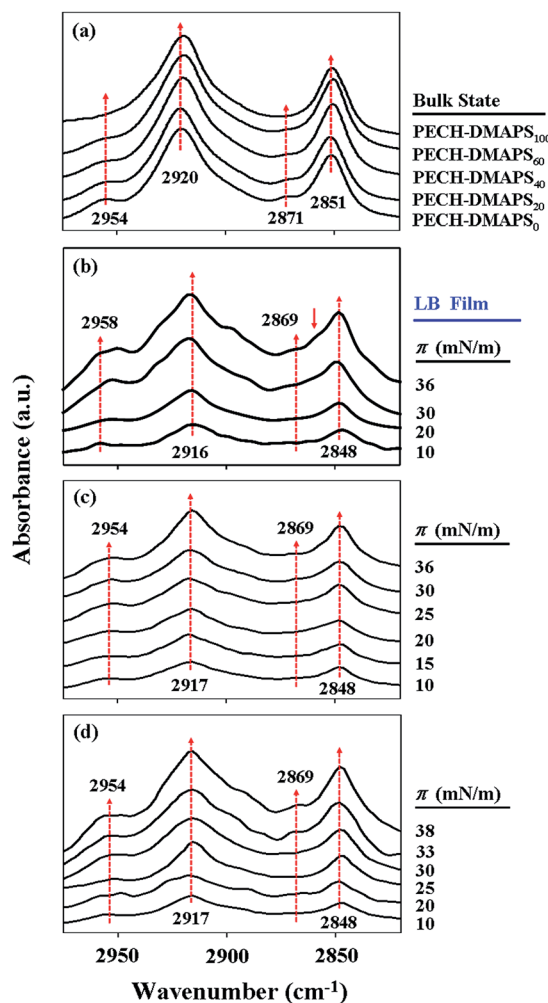 (a)
2954
2920
2871
2851
Bulk State
PECH-DMAPS100
PECH-DMAPS60
PECH-DMAPS40
PECH-DMAPS20
PECH-DMAPS0
(b)
2958
2869
2916
2848
LB Film
π (mN/m)
36
30
20
10
Absorbance (a.u.)
(c)
2954
2869
2917
2848
π (mN/m)
36
30
25
20
15
10
(d)
2954
2869
2917
2848
π (mN/m)
38
33
30
25
20
10
2950 2900 2850
Wavenumber (cm-1)